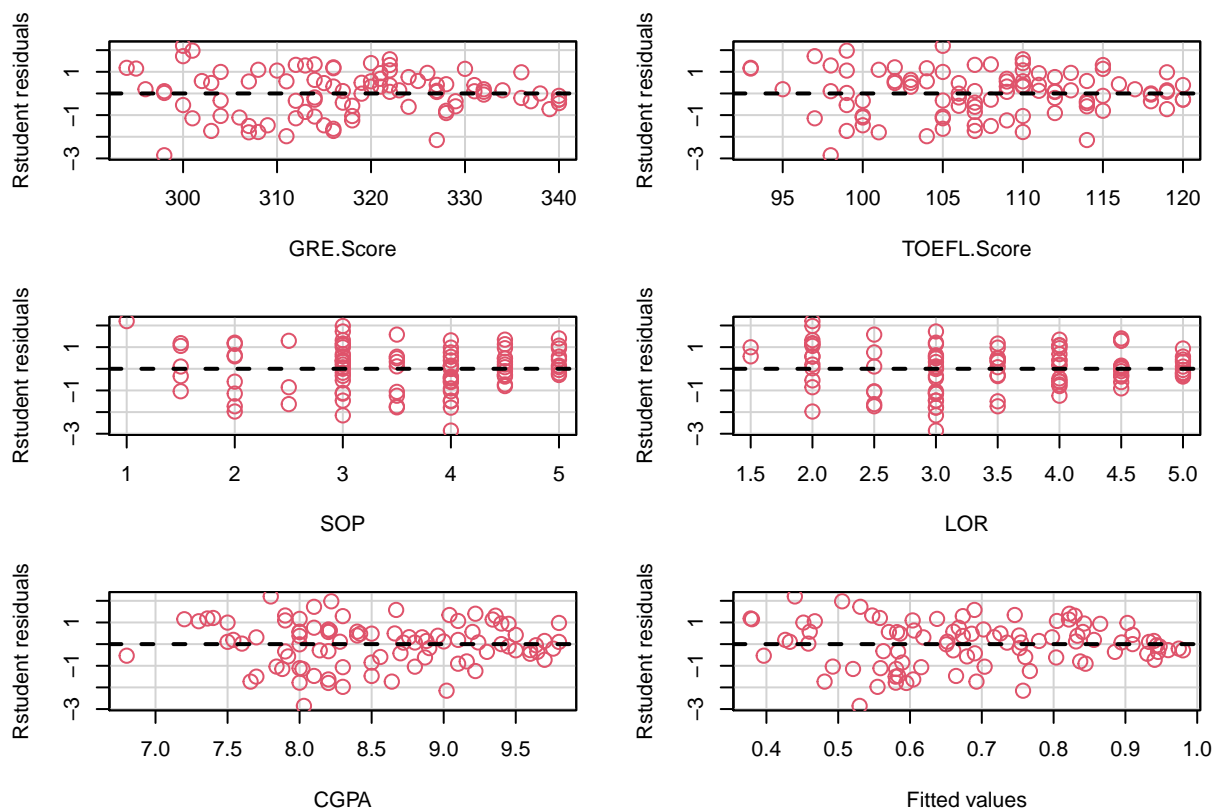 Rstudent residuals
1
−1
−3
300 310 320 330 340
GRE.Score
Rstudent residuals
1
−1
−3
95 100 105 110 115 120
TOEFL.Score
Rstudent residuals
1
−1
−3
1 2 3 4 5
SOP
Rstudent residuals
1
−1
−3
1.5 2.0 2.5 3.0 3.5 4.0 4.5 5.0
LOR
Rstudent residuals
1
−1
−3
7.0 7.5 8.0 8.5 9.0 9.5
CGPA
Rstudent residuals
1
−1
−3
0.4 0.5 0.6 0.7 0.8 0.9 1.0
Fitted values